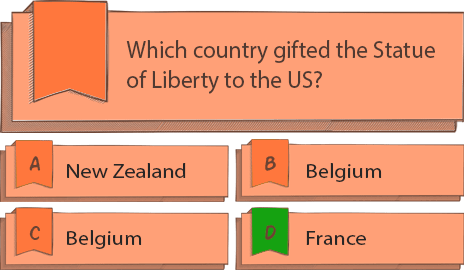 Which country gifted the Statue
of Liberty to the US?
A New Zealand
B Belgium
C Belgium
D France